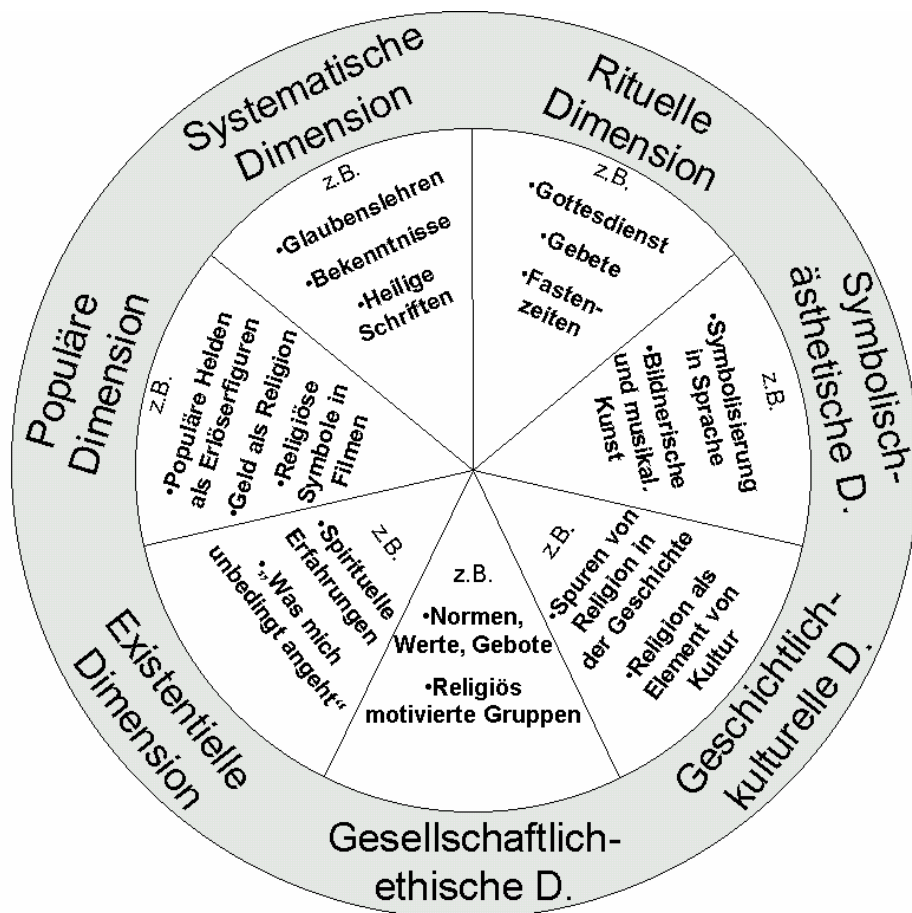 Systematische
Dimension
z.B.
•Glaubenslehren
•Bekenntnisse
•Heilige
Schriften
Rituelle
Dimension
z.B.
•Gottesdienst
•Gebete
•Fasten-
zeiten
Symbolisch-
ästhetische D.
z.B.
•Symbolisierung
in Sprache
•Bildnerische
und musikal.
Kunst
Geschichtlich-
kulturelle D.
z.B.
•Spuren von
Religion in
der Geschichte
•Religion als
Element von
Kultur
Gesellschaftlich-
ethische D.
z.B.
•Normen,
Werte, Gebote
•Religiös
motivierte Gruppen
Existentielle
Dimension
z.B.
•Spirituelle
Erfahrungen
•„Was mich
unbedingt angeht“
Populäre
Dimension
z.B.
•Populäre Helden
als Erlöserfiguren
•Geld als Religion
•Religiöse
Symbole in
Filmen